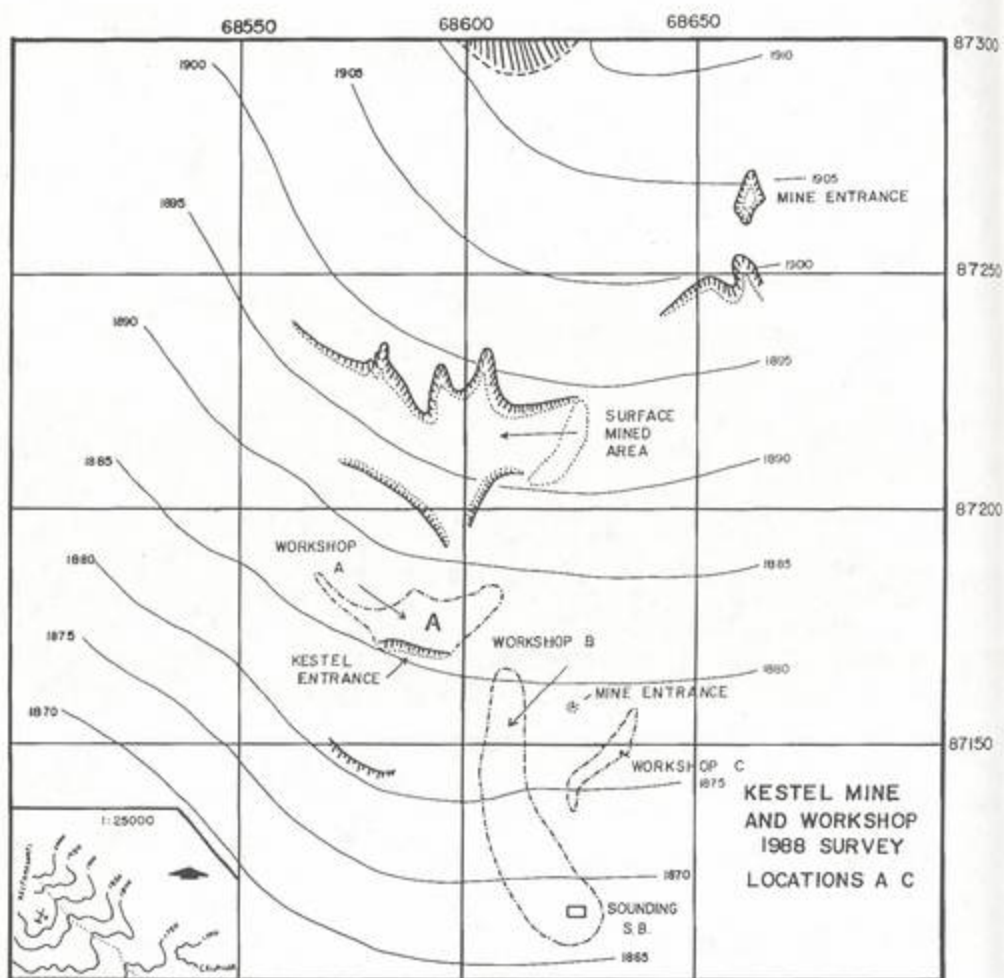 68550
68600
68650
87300
1910
1900
1905
1905
MINE ENTRANCE
1895
87250
1900
1890
1895
SURFACE
MINED
AREA
1885
1890
87200
WORKSHOP
A
1880
1885
A
1875
WORKSHOP B
KESTEL
ENTRANCE
1880
MINE ENTRANCE
1870
87150
WORKSHOP C
1875
KESTEL MINE
AND WORKSHOP
1988 SURVEY
LOCATIONS A C
1:25000
1870
SOUNDING
S.B.
1865